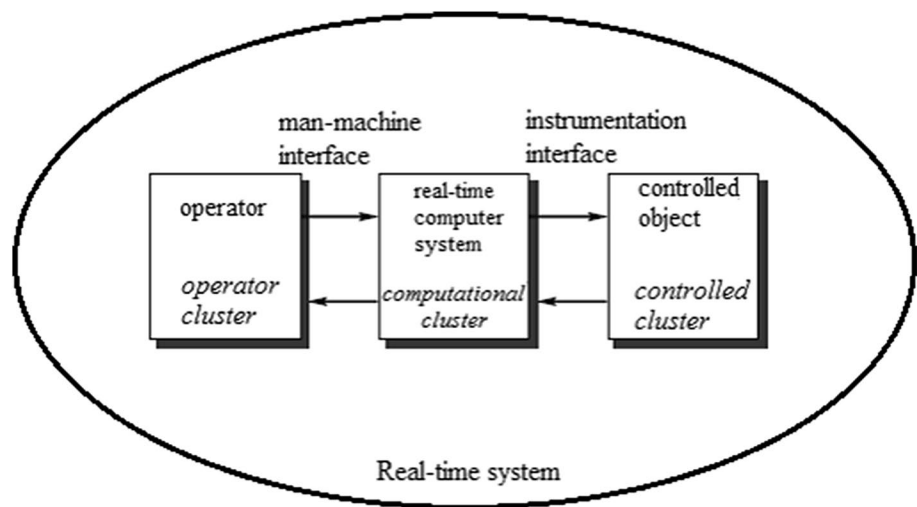 man-machine
interface
instrumentation
interface
operator
operator
cluster
real-time
computer
system
computational
cluster
controlled
object
controlled
cluster
Real-time system